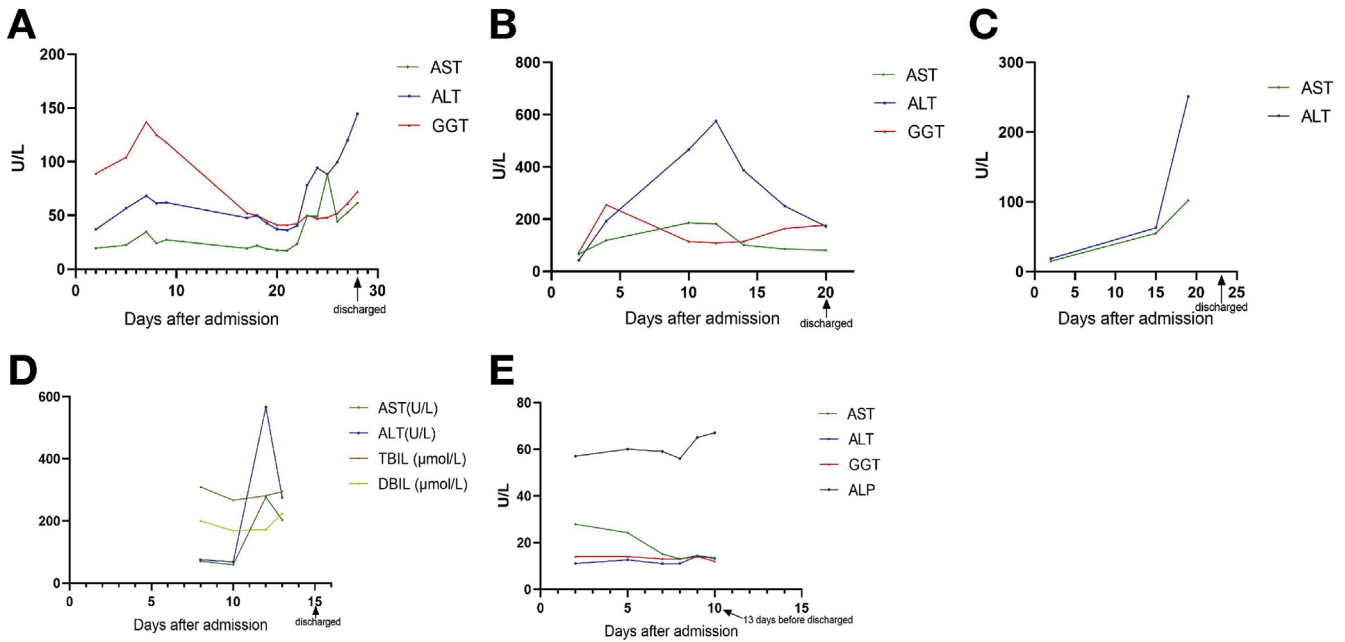 A
200
150
100
50
0
U/L
0
10
20
30
Days after admission
discharged
AST
ALT
GGT
B
800
600
400
200
0
U/L
0
5
10
15
20
Days after admission
discharged
AST
ALT
GGT
C
300
200
100
0
U/L
0
5
10
15
20
25
Days after admission
discharged
AST
ALT
D
600
400
200
0
0
5
10
15
Days after admission
discharged
AST(U/L)
ALT(U/L)
TBIL (μmol/L)
DBIL (μmol/L)
E
80
60
40
20
0
U/L
0
5
10
15
Days after admission
13 days before discharged
AST
ALT
GGT
ALP